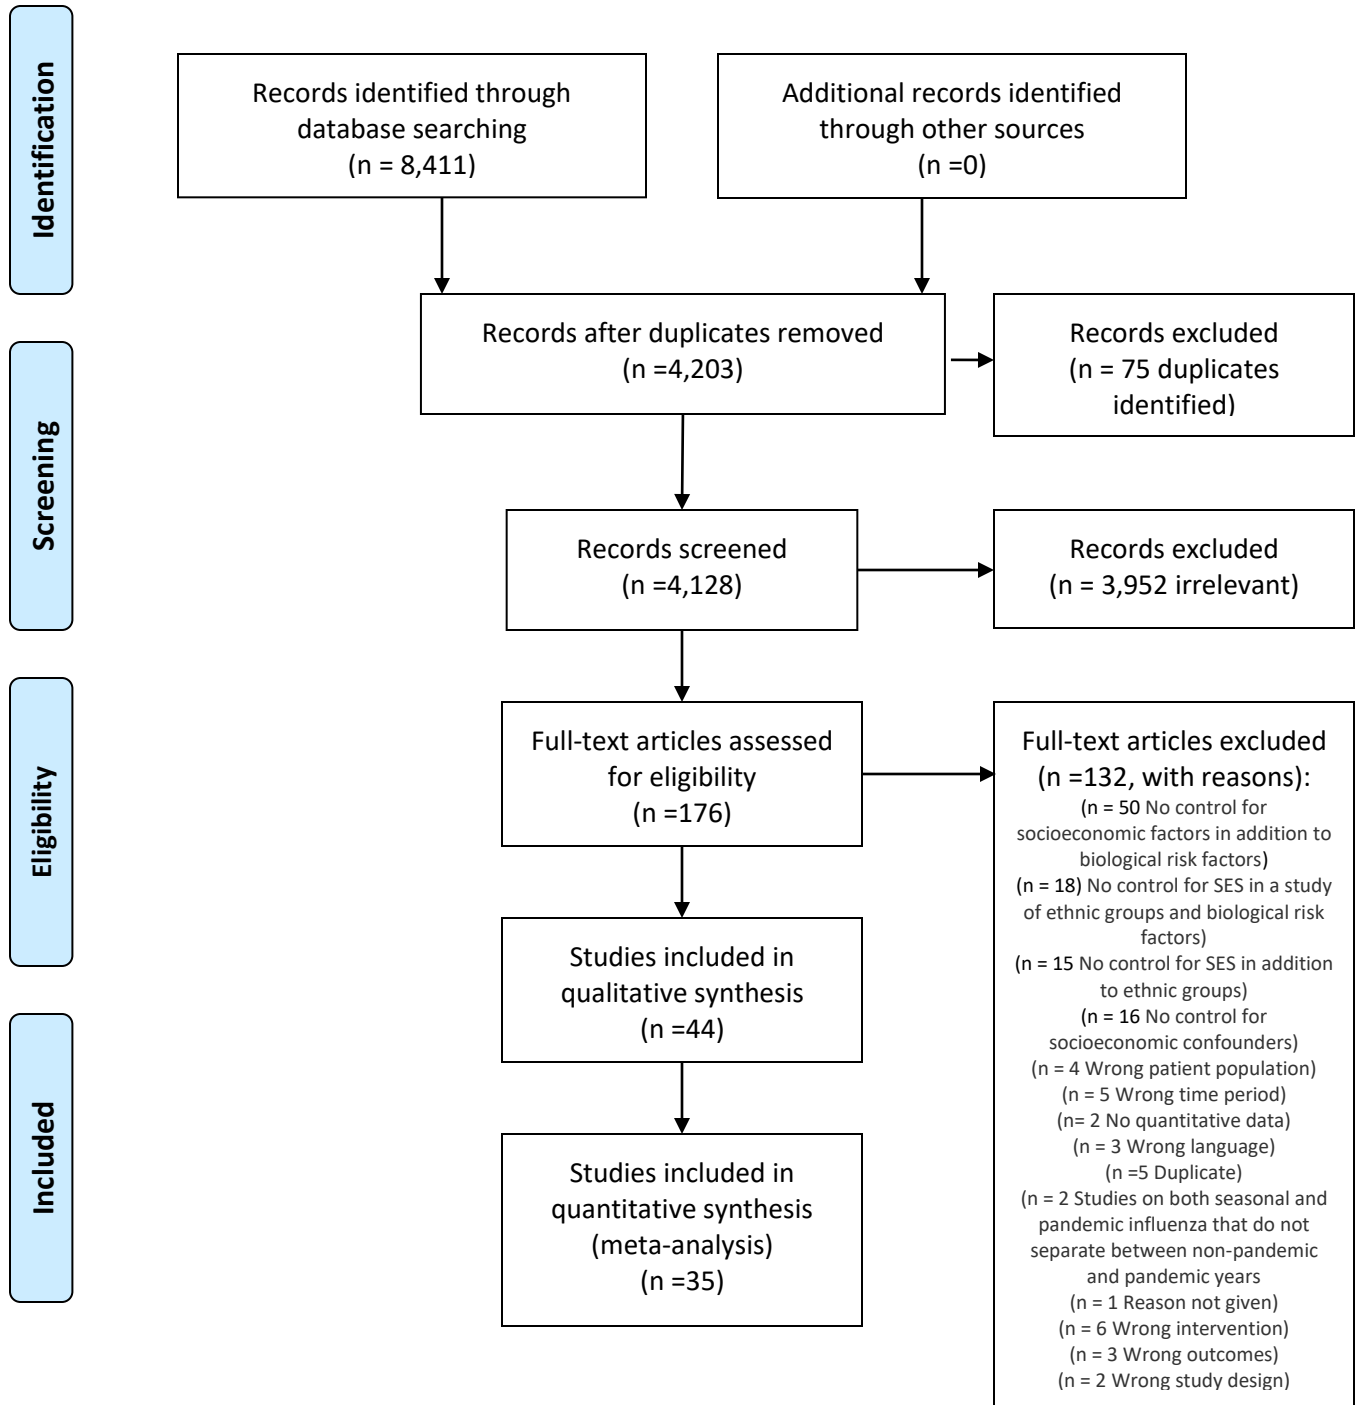 Identification
Records identified through
database searching
(n = 8,411)
Additional records identified
through other sources
(n =0)
Screening
Records after duplicates removed
(n =4,203)
Records excluded
(n = 75 duplicates
identified)
Records screened
(n =4,128)
Records excluded
(n = 3,952 irrelevant)
Eligibility
Full-text articles assessed
for eligibility
(n =176)
Full-text articles excluded
(n =132, with reasons):
(n = 50 No control for
socioeconomic factors in addition to
biological risk factors)
(n = 18) No control for SES in a study
of ethnic groups and biological risk
factors)
(n = 15 No control for SES in addition
to ethnic groups)
(n = 16 No control for
socioeconomic confounders)
(n = 4 Wrong patient population)
(n = 5 Wrong time period)
(n= 2 No quantitative data)
(n = 3 Wrong language)
(n =5 Duplicate)
(n = 2 Studies on both seasonal and
pandemic influenza that do not
separate between non-pandemic
and pandemic years
(n = 1 Reason not given)
(n = 6 Wrong intervention)
(n = 3 Wrong outcomes)
(n = 2 Wrong study design)
Included
Studies included in
qualitative synthesis
(n =44)
Studies included in
quantitative synthesis
(meta-analysis)
(n =35)